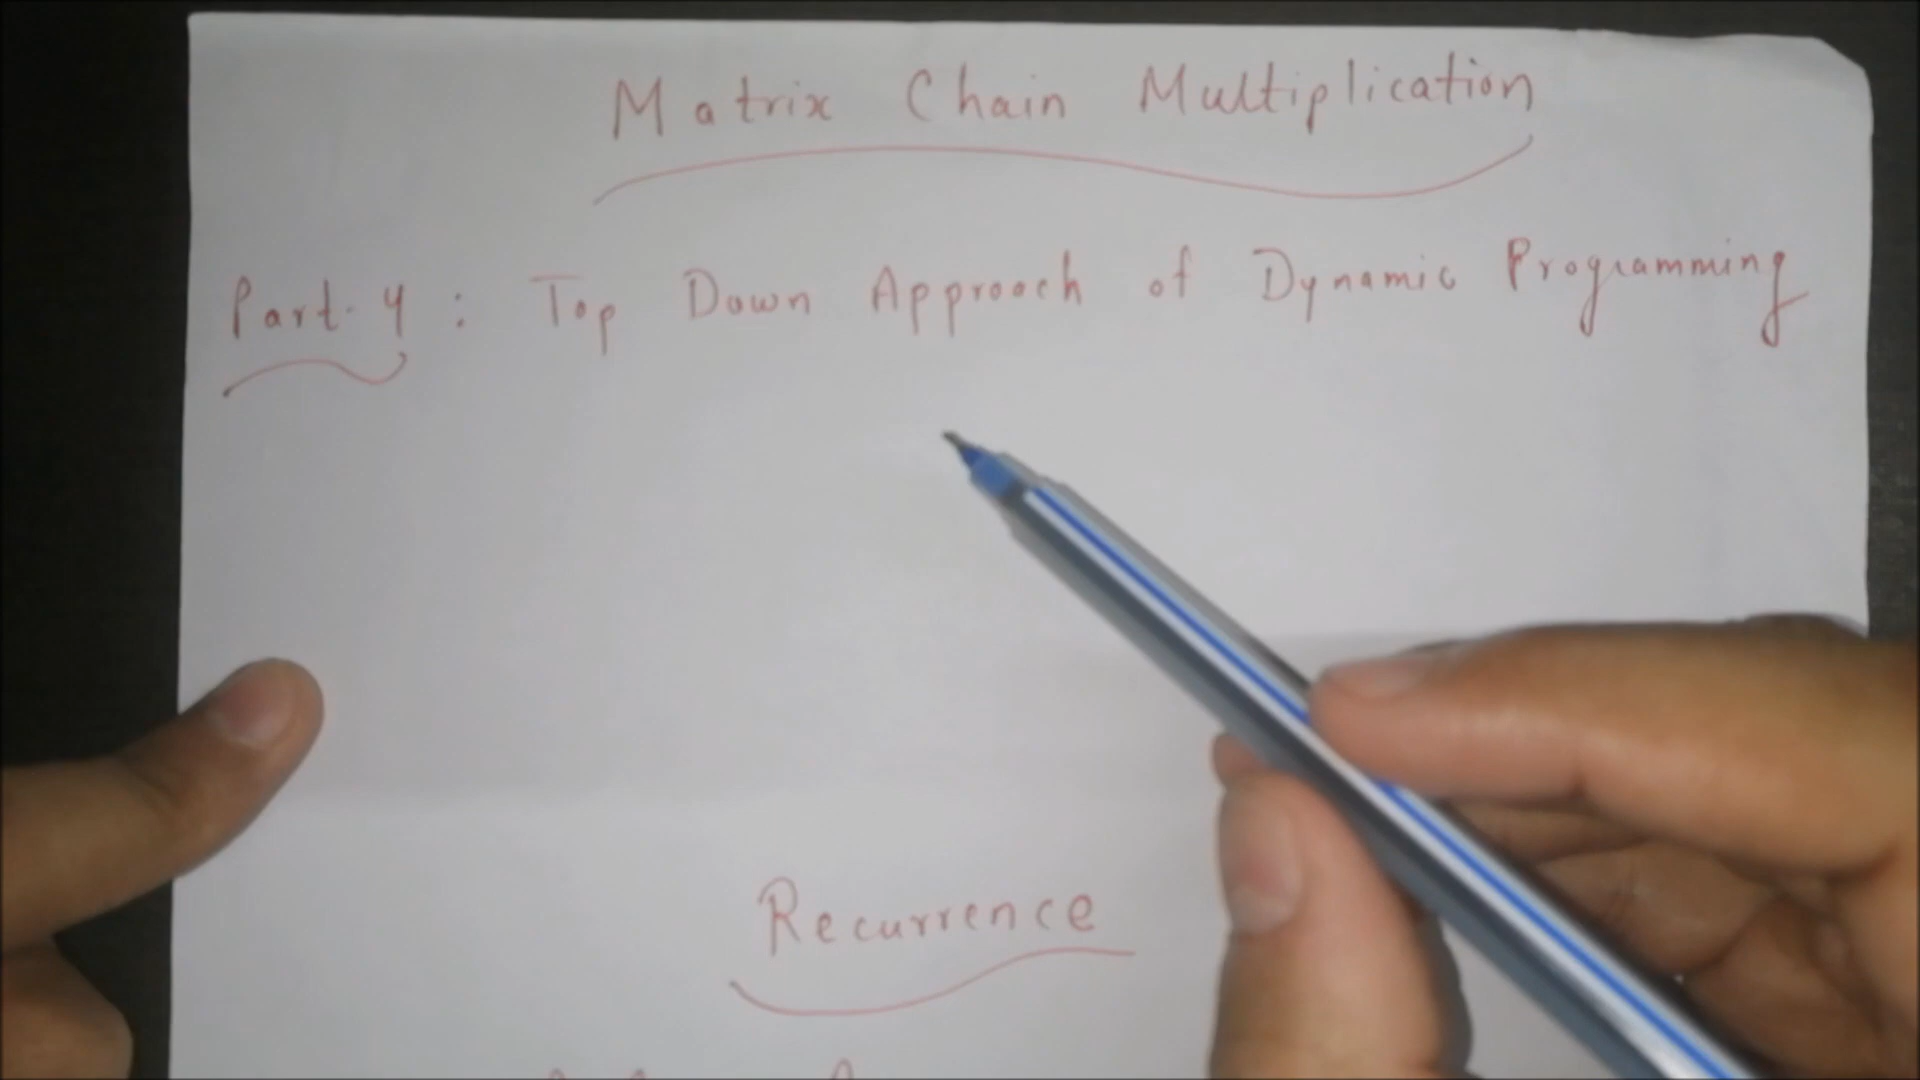 Matrix Chain Multiplication
Part-4 : Top Down Approach of Dynamic Programming
Recurrence